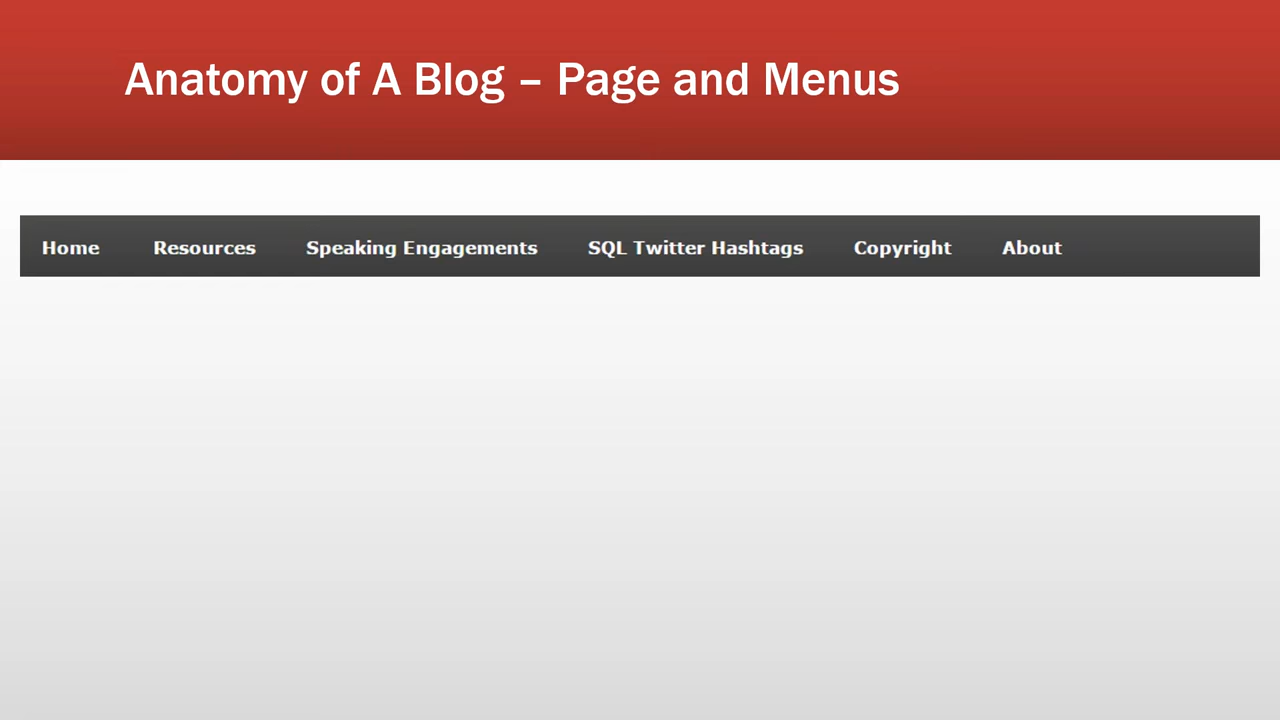 Anatomy of A Blog – Page and Menus
Home Resources Speaking Engagements SQL Twitter Hashtags Copyright About